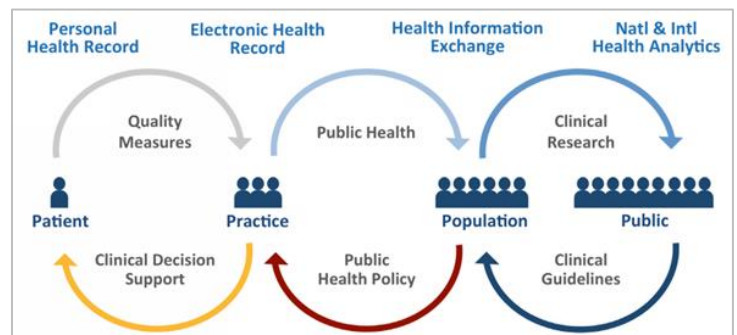 Personal
Health Record
Electronic Health
Record
Health Information
Exchange
Natl & Intl
Health Analytics
Quality
Measures
Public Health
Clinical
Research
Patient
Practice
Population
Public
Clinical Decision
Support
Public
Health Policy
Clinical
Guidelines